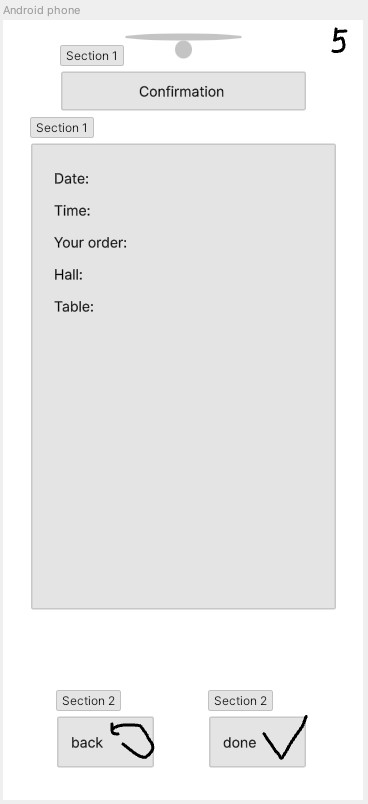 Android phone
5
Section 1
Confirmation
Section 1
Date:
Time:
Your order:
Hall:
Table:
Section 2
Section 2
back
done